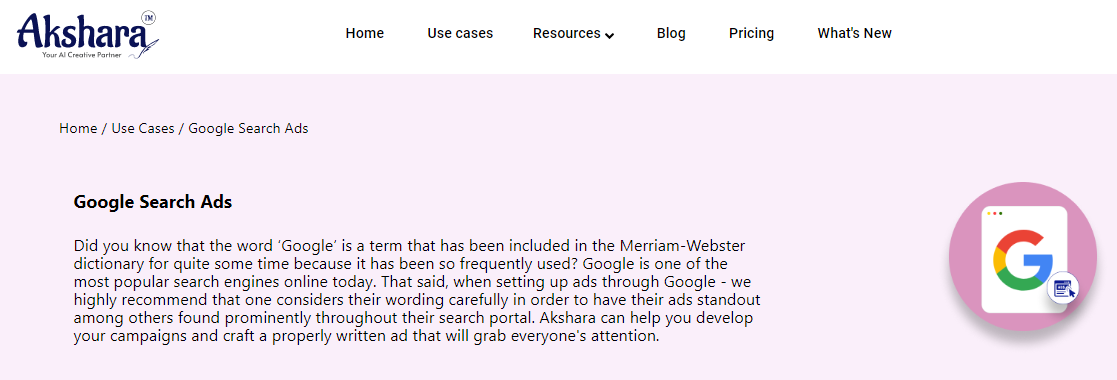 Akshara TM
Your AI Creative Partner
Home Use cases Resources Blog Pricing What's New
Home / Use Cases / Google Search Ads
Google Search Ads
Did you know that the word ‘Google’ is a term that has been included in the Merriam-Webster
dictionary for quite some time because it has been so frequently used? Google is one of the
most popular search engines online today. That said, when setting up ads through Google - we
highly recommend that one considers their wording carefully in order to have their ads standout
among others found prominently throughout their search portal. Akshara can help you develop
your campaigns and craft a properly written ad that will grab everyone's attention.
G